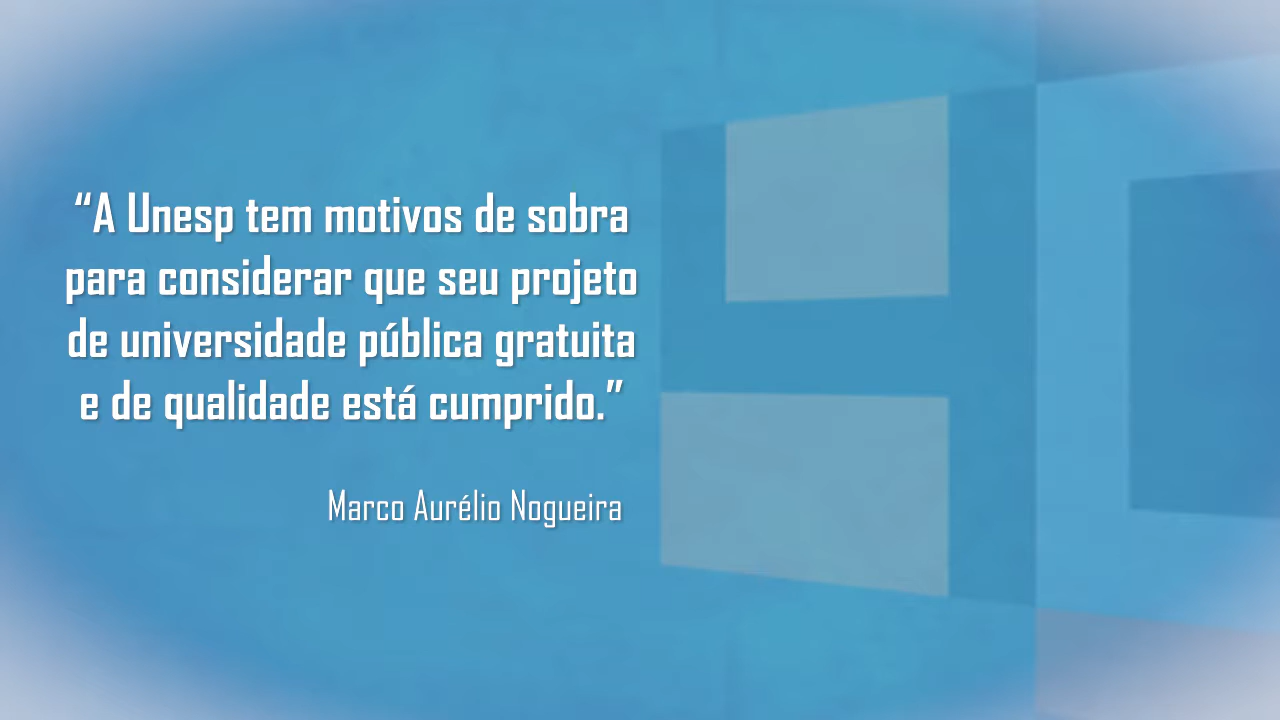 “A Unesp tem motivos de sobra
para considerar que seu projeto
de universidade pública gratuita
e de qualidade está cumprido.”
Marco Aurélio Nogueira